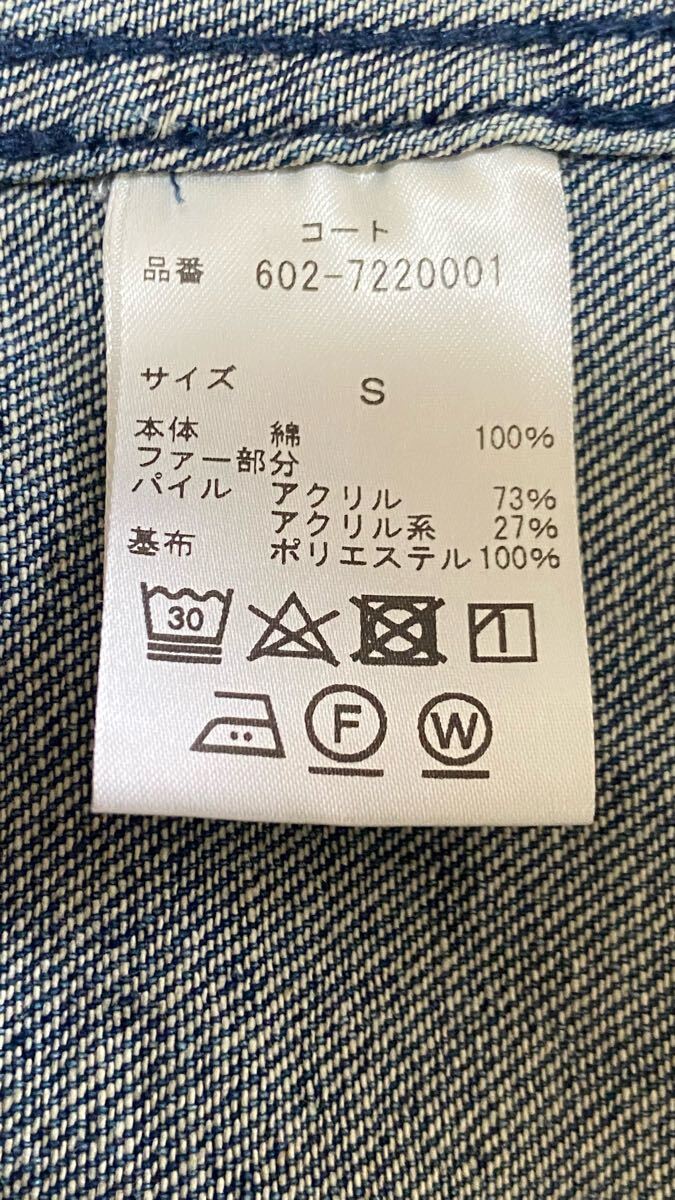 コート
品番 602-7220001
サイズ S
本体 綿 100%
ファー部分
パイル アクリル 73%
アクリル系 27%
基布 ポリエステル 100%
30
F W